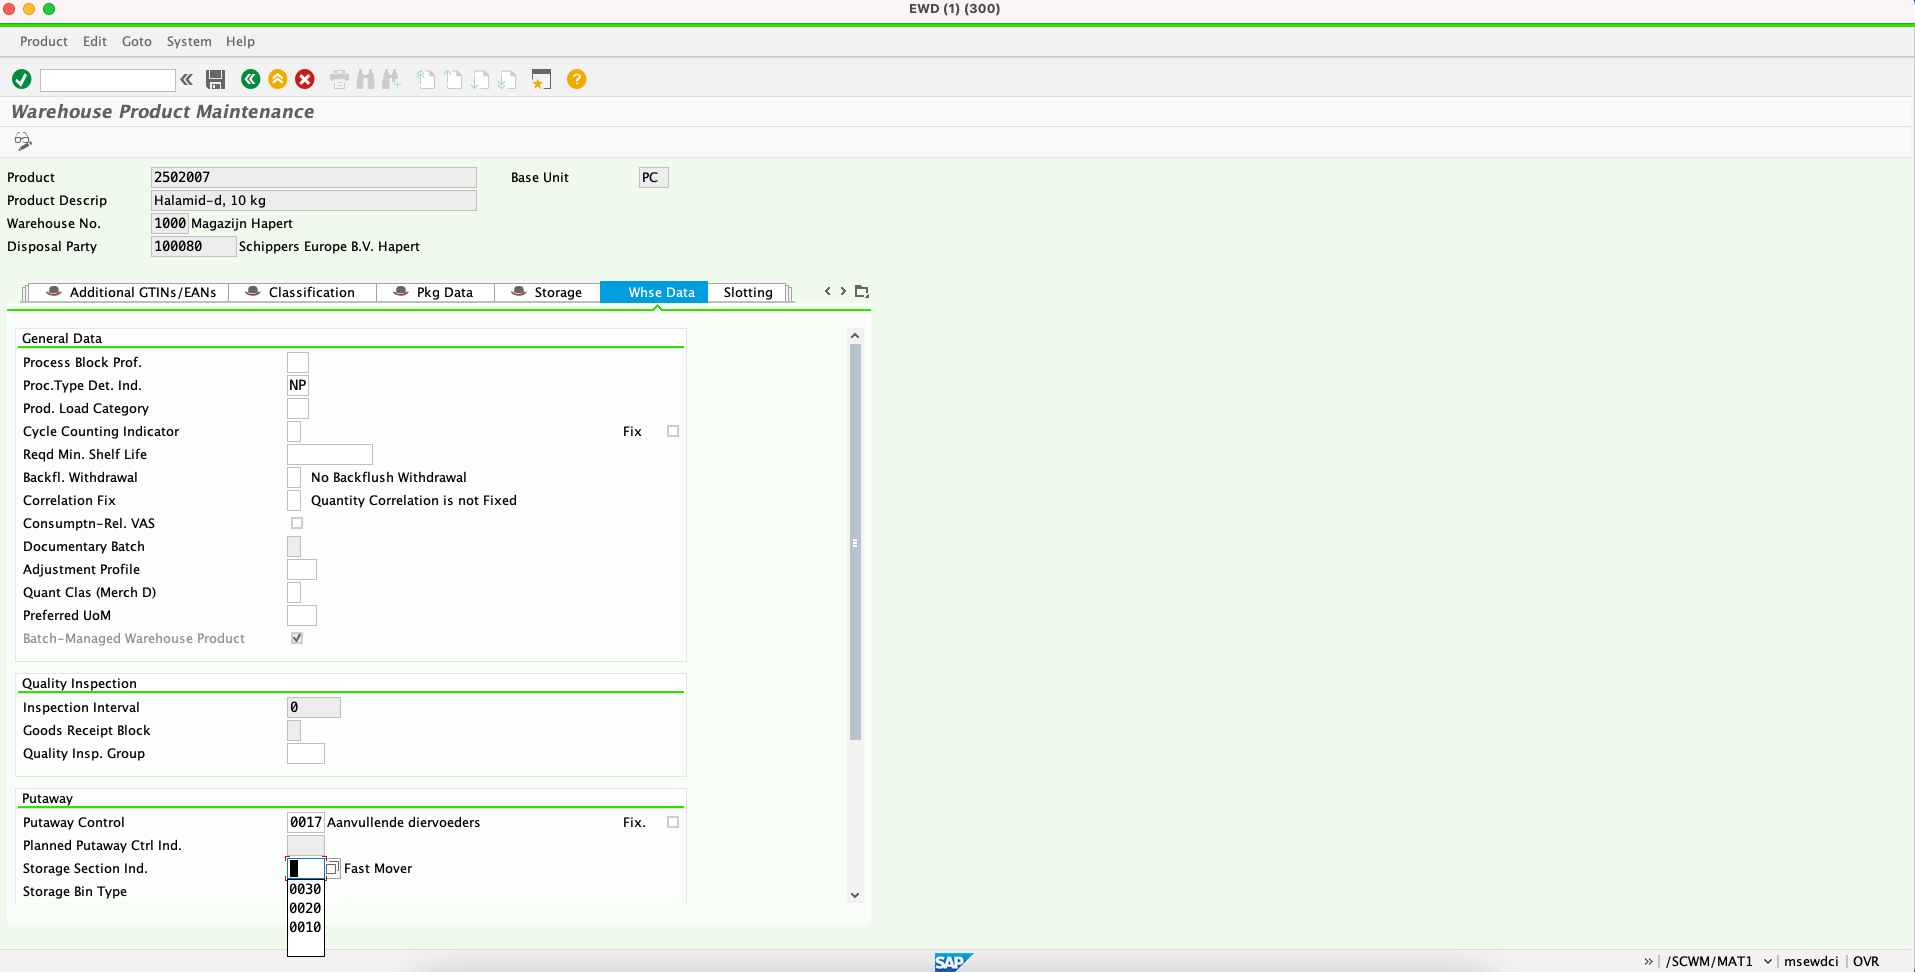 EWD (1) (300)
Product Edit Goto System Help
Warehouse Product Maintenance
Product 2502007 Base Unit PC
Product Descrip Halamid-d, 10 kg
Warehouse No. 1000 Magazijn Hapert
Disposal Party 100080 Schippers Europe B.V. Hapert
Additional GTINs/EANs Classification Pkg Data Storage Whse Data Slotting
General Data
Process Block Prof.
Proc.Type Det. Ind. NP
Prod. Load Category
Cycle Counting Indicator Fix
Reqd Min. Shelf Life
Backfl. Withdrawal No Backflush Withdrawal
Correlation Fix Quantity Correlation is not Fixed
Consumptn-Rel. VAS
Documentary Batch
Adjustment Profile
Quant Clas (Merch D)
Preferred UoM
Batch-Managed Warehouse Product
Quality Inspection
Inspection Interval 0
Goods Receipt Block
Quality Insp. Group
Putaway
Putaway Control 0017 Aanvullende diervoeders Fix.
Planned Putaway Ctrl Ind.
Storage Section Ind. Fast Mover
Storage Bin Type 0030
0020
0010
SAP » /SCWM/MAT1 msewdci OVR